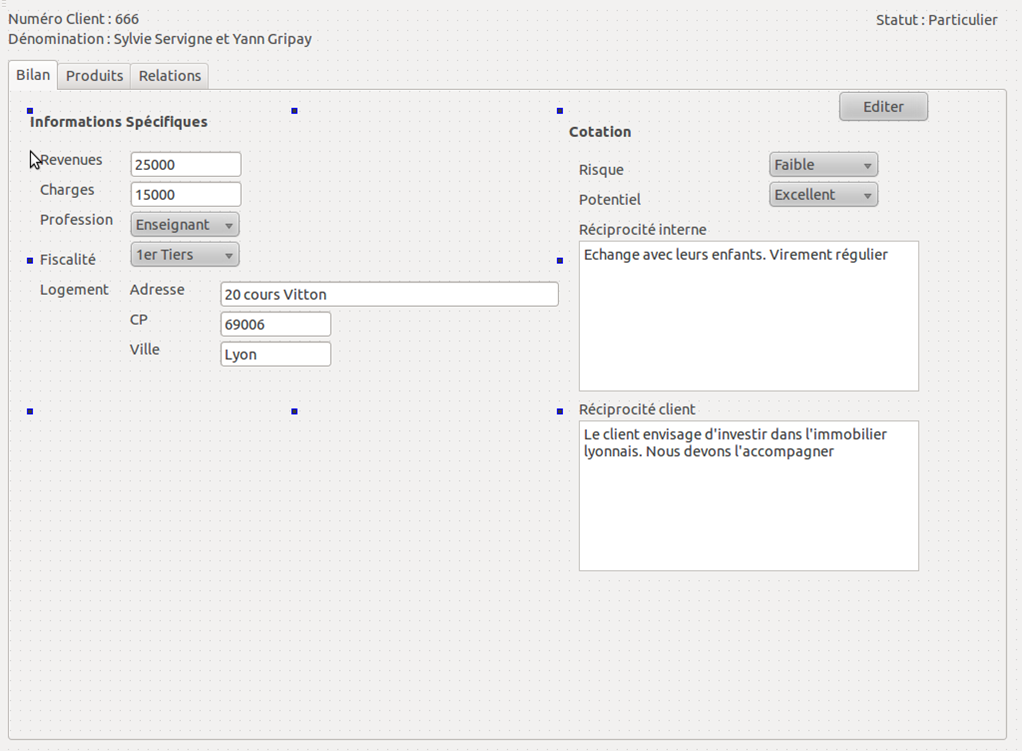 Numéro Client : 666
Statut : Particulier
Dénomination : Sylvie Servigne et Yann Gripay
Bilan
Produits
Relations
Editer
Informations Spécifiques
Revenues
25000
Charges
15000
Profession
Enseignant
Fiscalité
1er Tiers
Logement
Adresse
20 cours Vitton
CP
69006
Ville
Lyon
Cotation
Risque
Faible
Potentiel
Excellent
Réciprocité interne
Echange avec leurs enfants. Virement régulier
Réciprocité client
Le client envisage d'investir dans l'immobilier
lyonnais. Nous devons l'accompagner